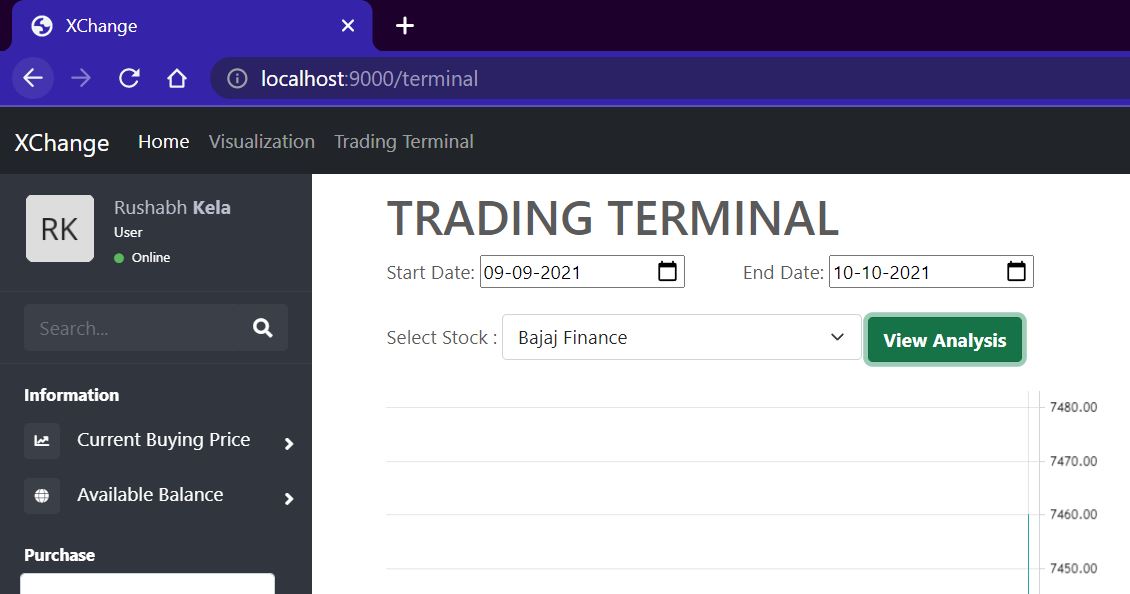 XChange
localhost:9000/terminal
XChange Home Visualization Trading Terminal
RK
Rushabh Kela
User
Online
Search...
Information
Current Buying Price
Available Balance
Purchase
TRADING TERMINAL
Start Date: 09-09-2021 End Date: 10-10-2021
Select Stock : Bajaj Finance View Analysis
7480.00
7470.00
7460.00
7450.00